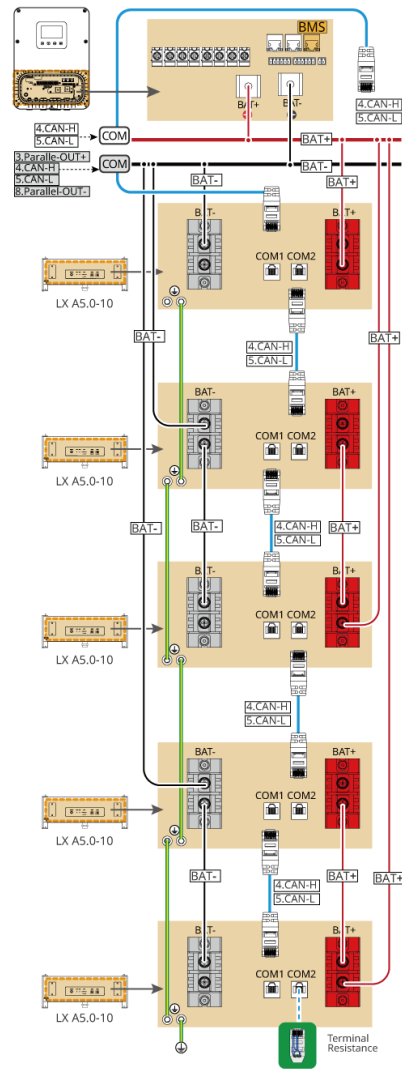 BMS
BAT+
BAT-
4.CAN-H
5.CAN-L
4.CAN-H
5.CAN-L
COM
BAT+
3.Paralle-OUT+
4.CAN-H
5.CAN-L
8.Parallel-OUT-
COM
BAT-
BAT-
BAT+
BAT-
BAT+
COM1 COM2
LX A5.0-10
BAT-
4.CAN-H
5.CAN-L
BAT+
BAT-
BAT+
COM1 COM2
LX A5.0-10
BAT-
BAT-
4.CAN-H
5.CAN-L
BAT+
BAT-
BAT+
COM1 COM2
LX A5.0-10
4.CAN-H
5.CAN-L
BAT-
BAT+
COM1 COM2
LX A5.0-10
BAT-
4.CAN-H
5.CAN-L
BAT+
BAT+
BAT-
BAT+
COM1 COM2
LX A5.0-10
Terminal
Resistance